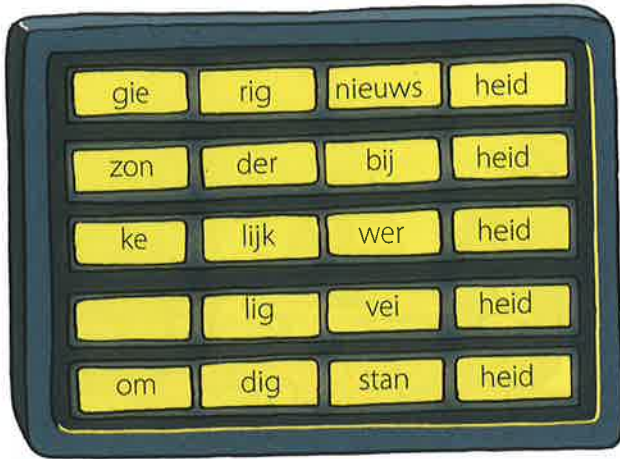 gie rig nieuws heid
zon der bij heid
ke lijk wer heid
lig vei heid
om dig stan heid